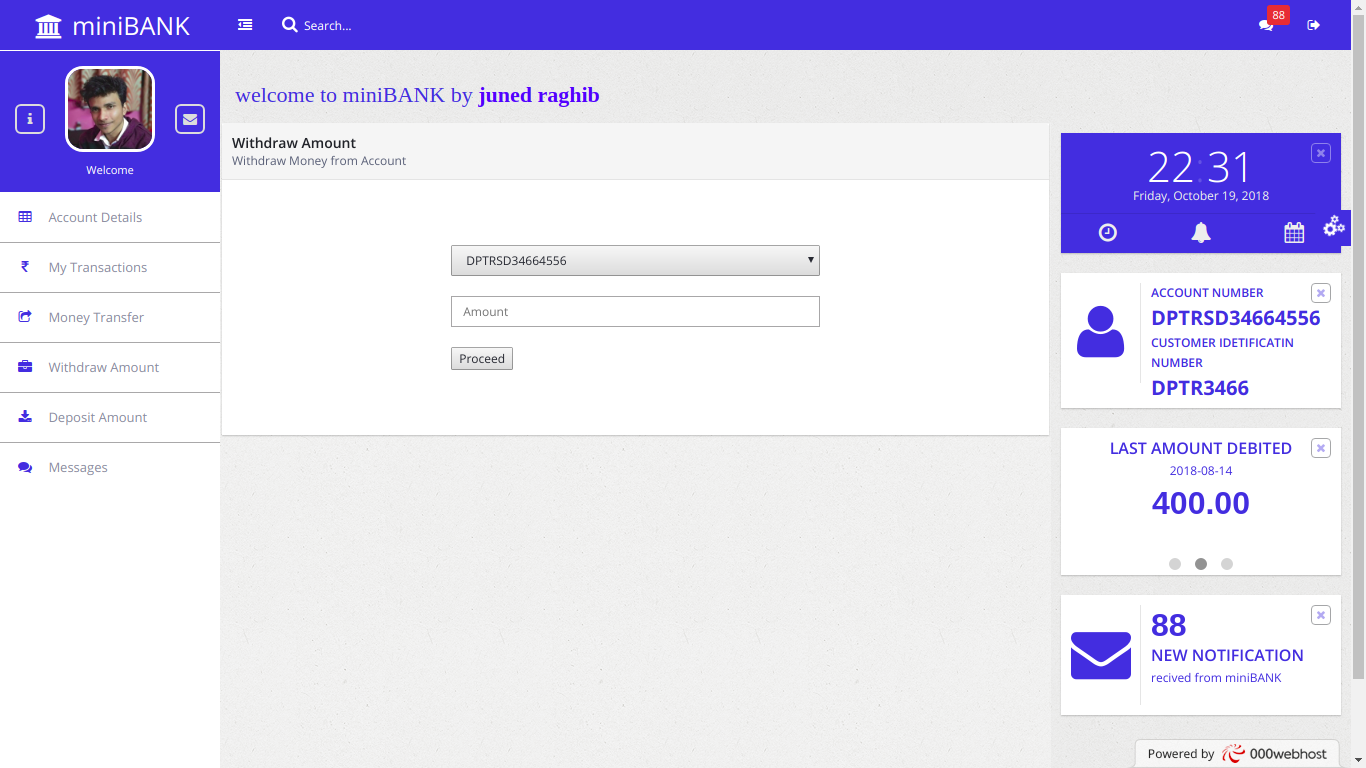 miniBANK
Search...
88
Welcome
Account Details
My Transactions
Money Transfer
Withdraw Amount
Deposit Amount
Messages
welcome to miniBANK by juned raghib
Withdraw Amount
Withdraw Money from Account
DPTRSD34664556
Amount
Proceed
22:31
Friday, October 19, 2018
ACCOUNT NUMBER
DPTRSD34664556
CUSTOMER IDETIFICATIN
NUMBER
DPTR3466
LAST AMOUNT DEBITED
2018-08-14
400.00
88
NEW NOTIFICATION
recived from miniBANK
Powered by 000webhost